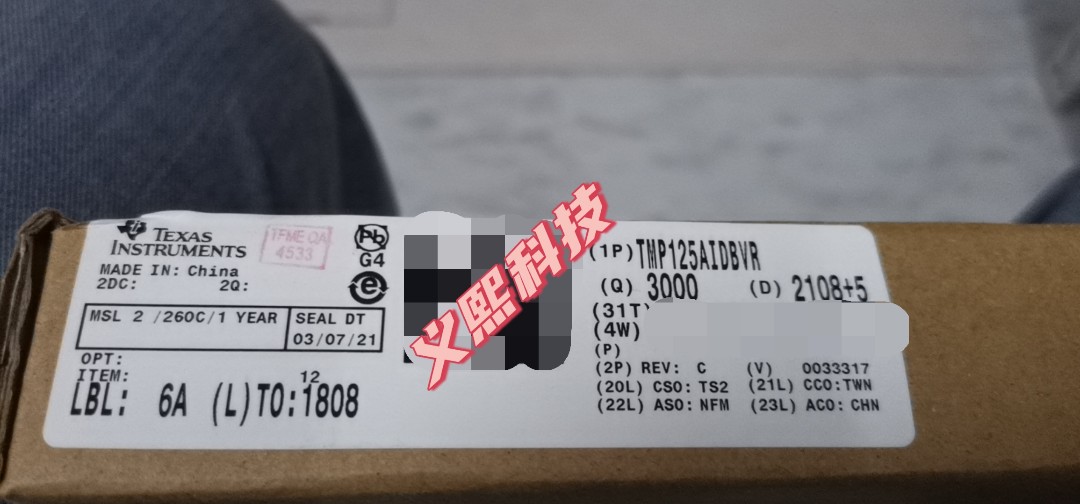 TEXAS
INSTRUMENTS
MADE IN: China
2DC: 2Q:
TFME QA
4533
Pb
G4
e
MSL 2 /260C/1 YEAR
SEAL DT
03/07/21
OPT:
ITEM:
12
LBL: 6A (L)TO:1808
义熙科技
(1P) TMP125AIDBVR
(Q) 3000 (D) 2108+5
(31T)
(4W)
(P)
(2P) REV: C (V) 0033317
(20L) CSO: TS2 (21L) CCO:TWN
(22L) ASO: NFM (23L) ACO: CHN